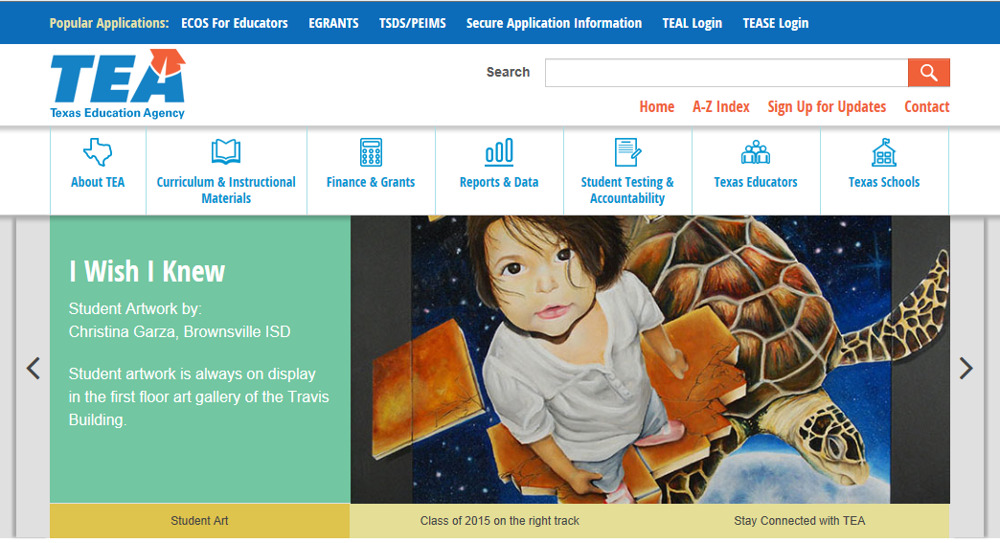 Popular Applications: ECOS For Educators EGRANTS TSDS/PEIMS Secure Application Information TEAL Login TEASE Login
TEA
Texas Education Agency
Search
Home A-Z Index Sign Up for Updates Contact
About TEA
Curriculum & Instructional
Materials
Finance & Grants
Reports & Data
Student Testing &
Accountability
Texas Educators
Texas Schools
I Wish I Knew
Student Artwork by:
Christina Garza, Brownsville ISD
Student artwork is always on display
in the first floor art gallery of the Travis
Building.
Student Art
Class of 2015 on the right track
Stay Connected with TEA